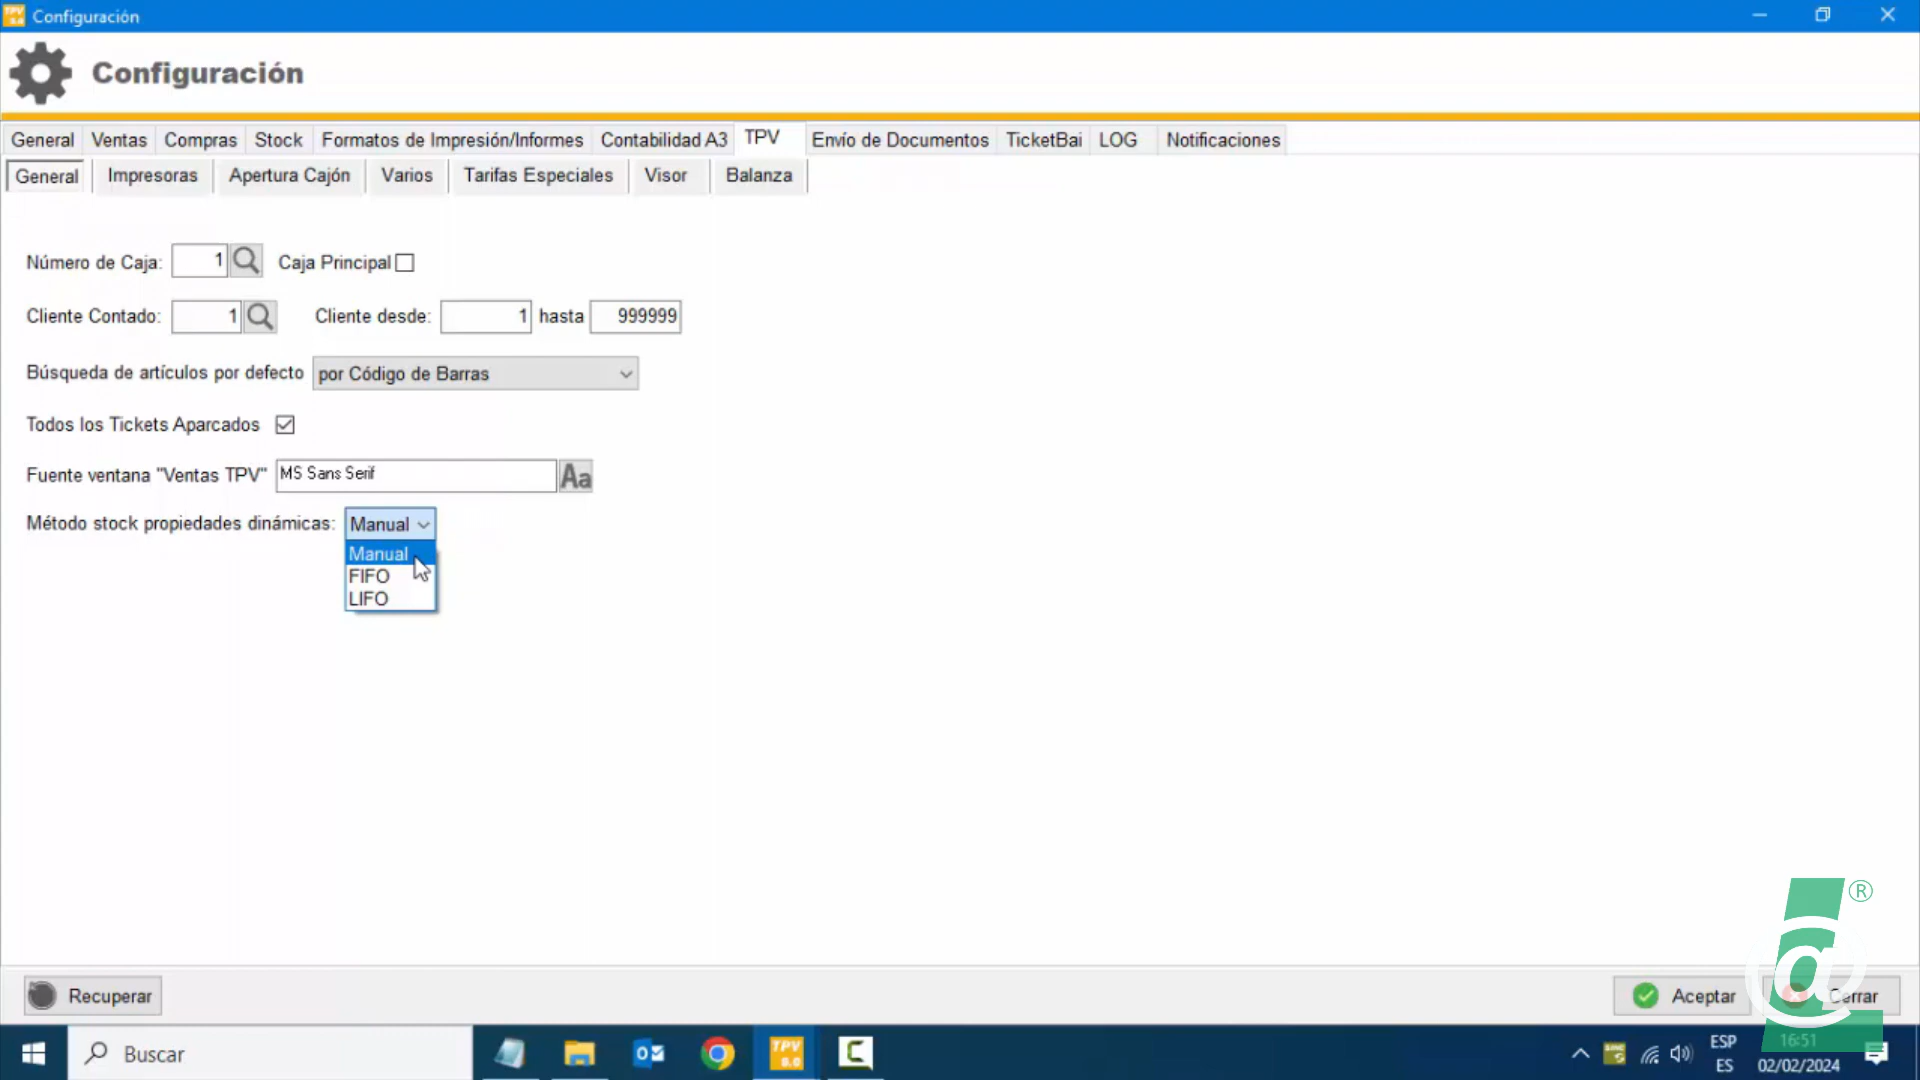 Configuración
Configuración
General Ventas Compras Stock Formatos de Impresión/Informes Contabilidad A3 TPV Envío de Documentos TicketBai LOG Notificaciones
General Impresoras Apertura Cajón Varios Tarifas Especiales Visor Balanza
Número de Caja: 1 Caja Principal
Cliente Contado: 1 Cliente desde: 1 hasta 999999
Búsqueda de artículos por defecto por Código de Barras
Todos los Tickets Aparcados
Fuente ventana "Ventas TPV" MS Sans Serif Aa
Método stock propiedades dinámicas: Manual
Manual
FIFO
LIFO
®
@
Recuperar Aceptar Cerrar
Buscar
ESP
ES
16:51
02/02/2024